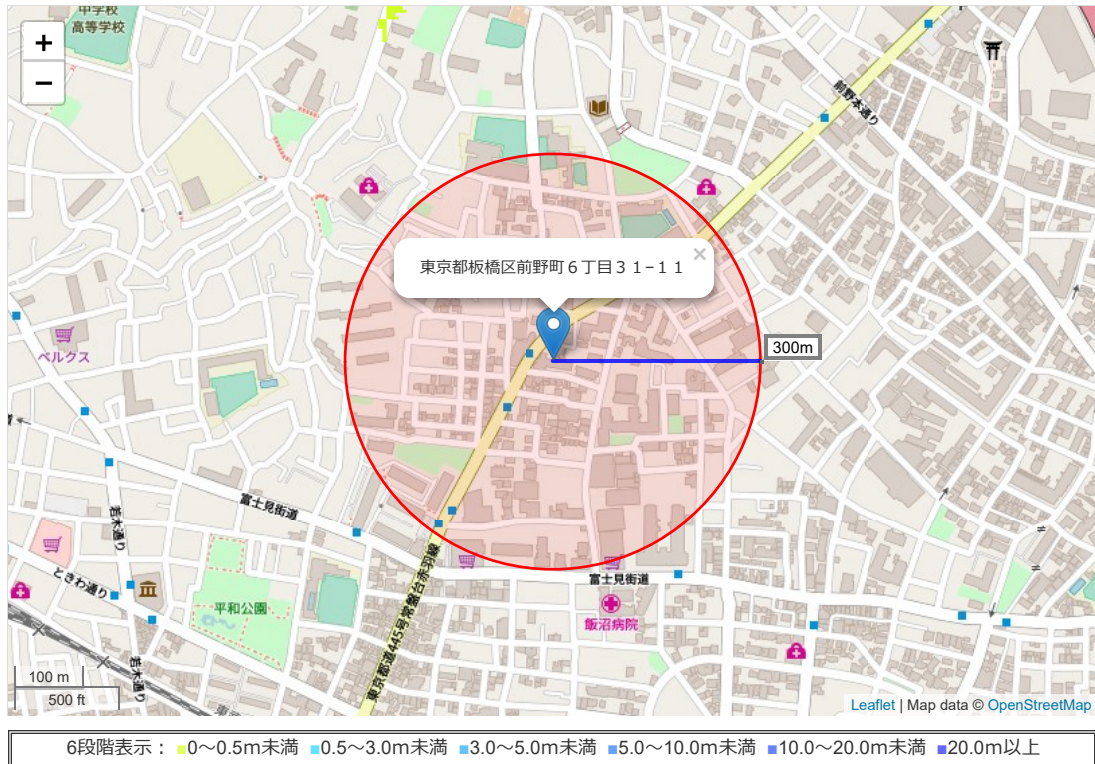 中学校
高等学校
+
−
前野本通り
東京都板橋区前野町６丁目３１−１１
×
300m
ベルクス
富士見街道
若木通り
ときわ通り
平和公園
富士見街道
飯沼病院
東京都道445号常盤台赤羽線
若木通り
100 m
500 ft
Leaflet | Map data © OpenStreetMap
6段階表示： 0〜0.5m未満 0.5〜3.0m未満 3.0〜5.0m未満 5.0〜10.0m未満 10.0〜20.0m未満 20.0m以上